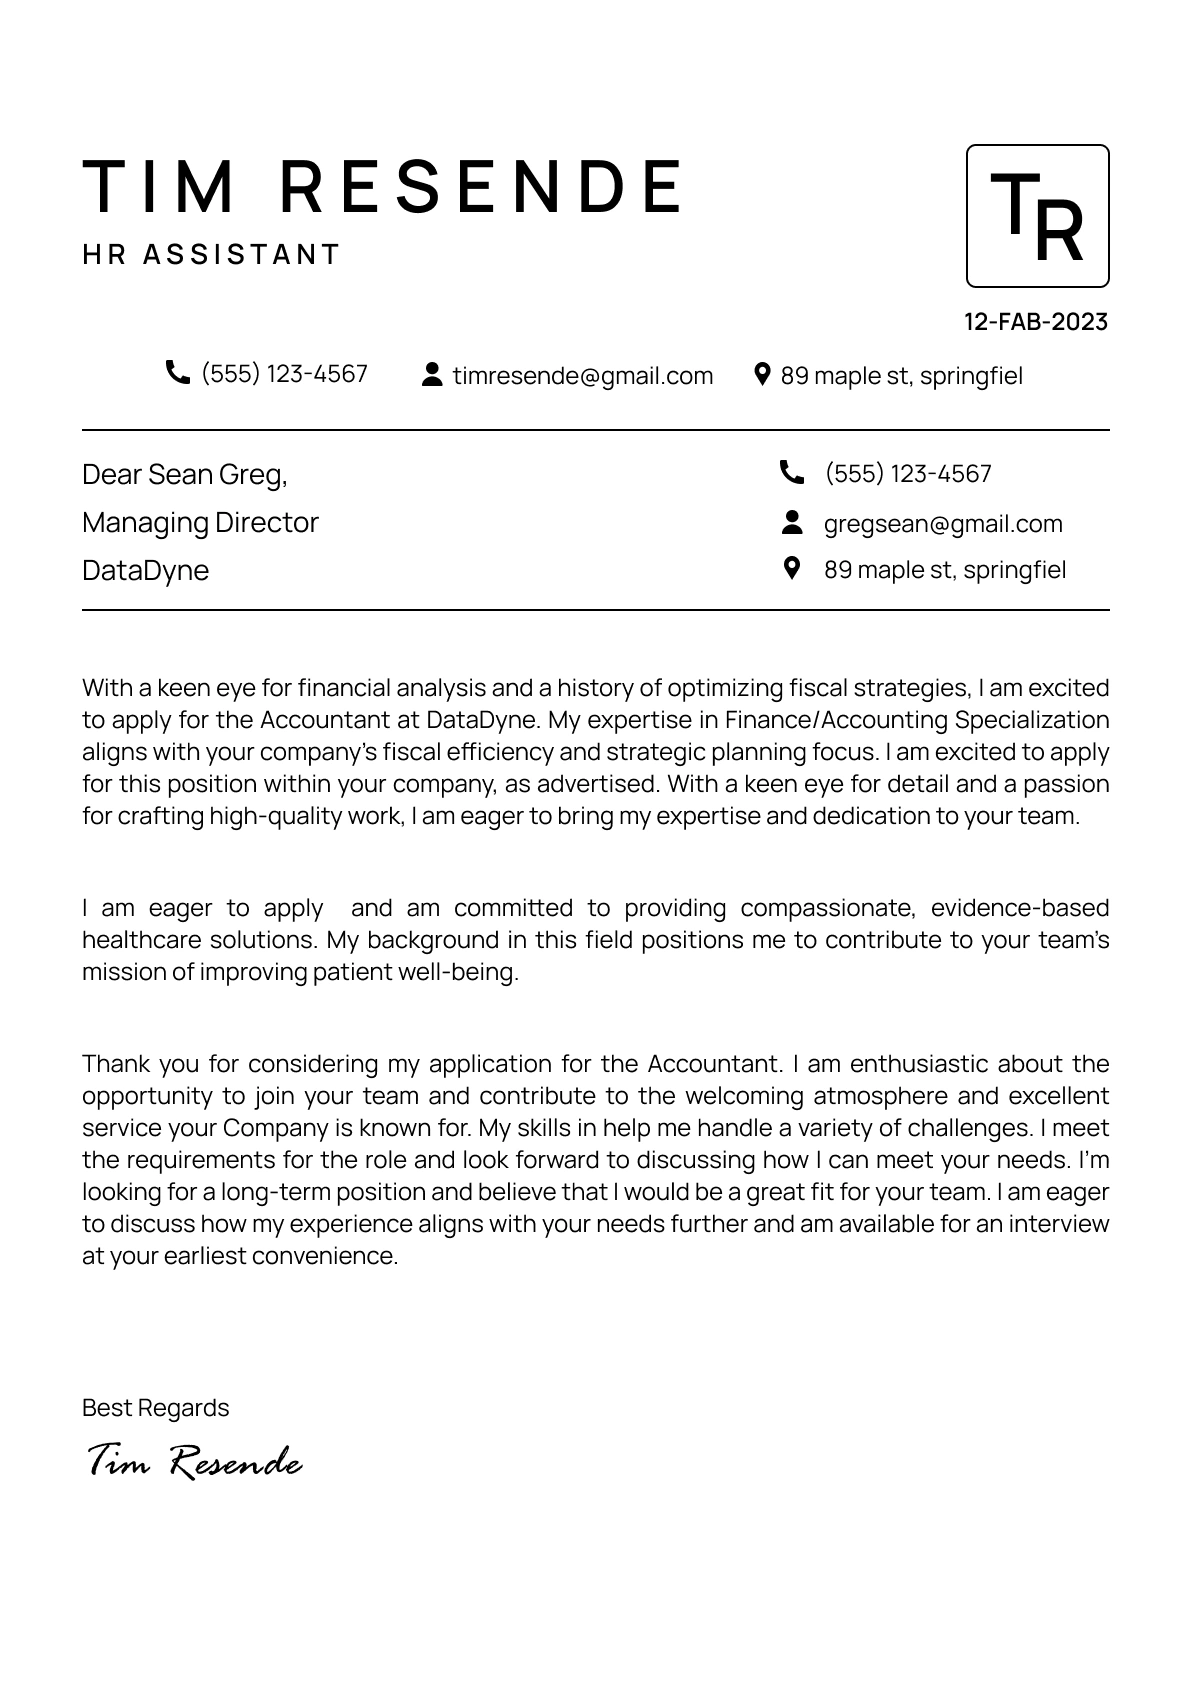 TIM RESENDE
HR ASSISTANT
TR
12-FAB-2023
(555) 123-4567 timresende@gmail.com 89 maple st, springfiel
Dear Sean Greg,
Managing Director
DataDyne
(555) 123-4567
gregsean@gmail.com
89 maple st, springfiel
With a keen eye for financial analysis and a history of optimizing fiscal strategies, I am excited
to apply for the Accountant at DataDyne. My expertise in Finance/Accounting Specialization
aligns with your company’s fiscal efficiency and strategic planning focus. I am excited to apply
for this position within your company, as advertised. With a keen eye for detail and a passion
for crafting high-quality work, I am eager to bring my expertise and dedication to your team.
I am eager to apply and am committed to providing compassionate, evidence-based
healthcare solutions. My background in this field positions me to contribute to your team’s
mission of improving patient well-being.
Thank you for considering my application for the Accountant. I am enthusiastic about the
opportunity to join your team and contribute to the welcoming atmosphere and excellent
service your Company is known for. My skills in help me handle a variety of challenges. I meet
the requirements for the role and look forward to discussing how I can meet your needs. I’m
looking for a long-term position and believe that I would be a great fit for your team. I am eager
to discuss how my experience aligns with your needs further and am available for an interview
at your earliest convenience.
Best Regards
Tim Resende